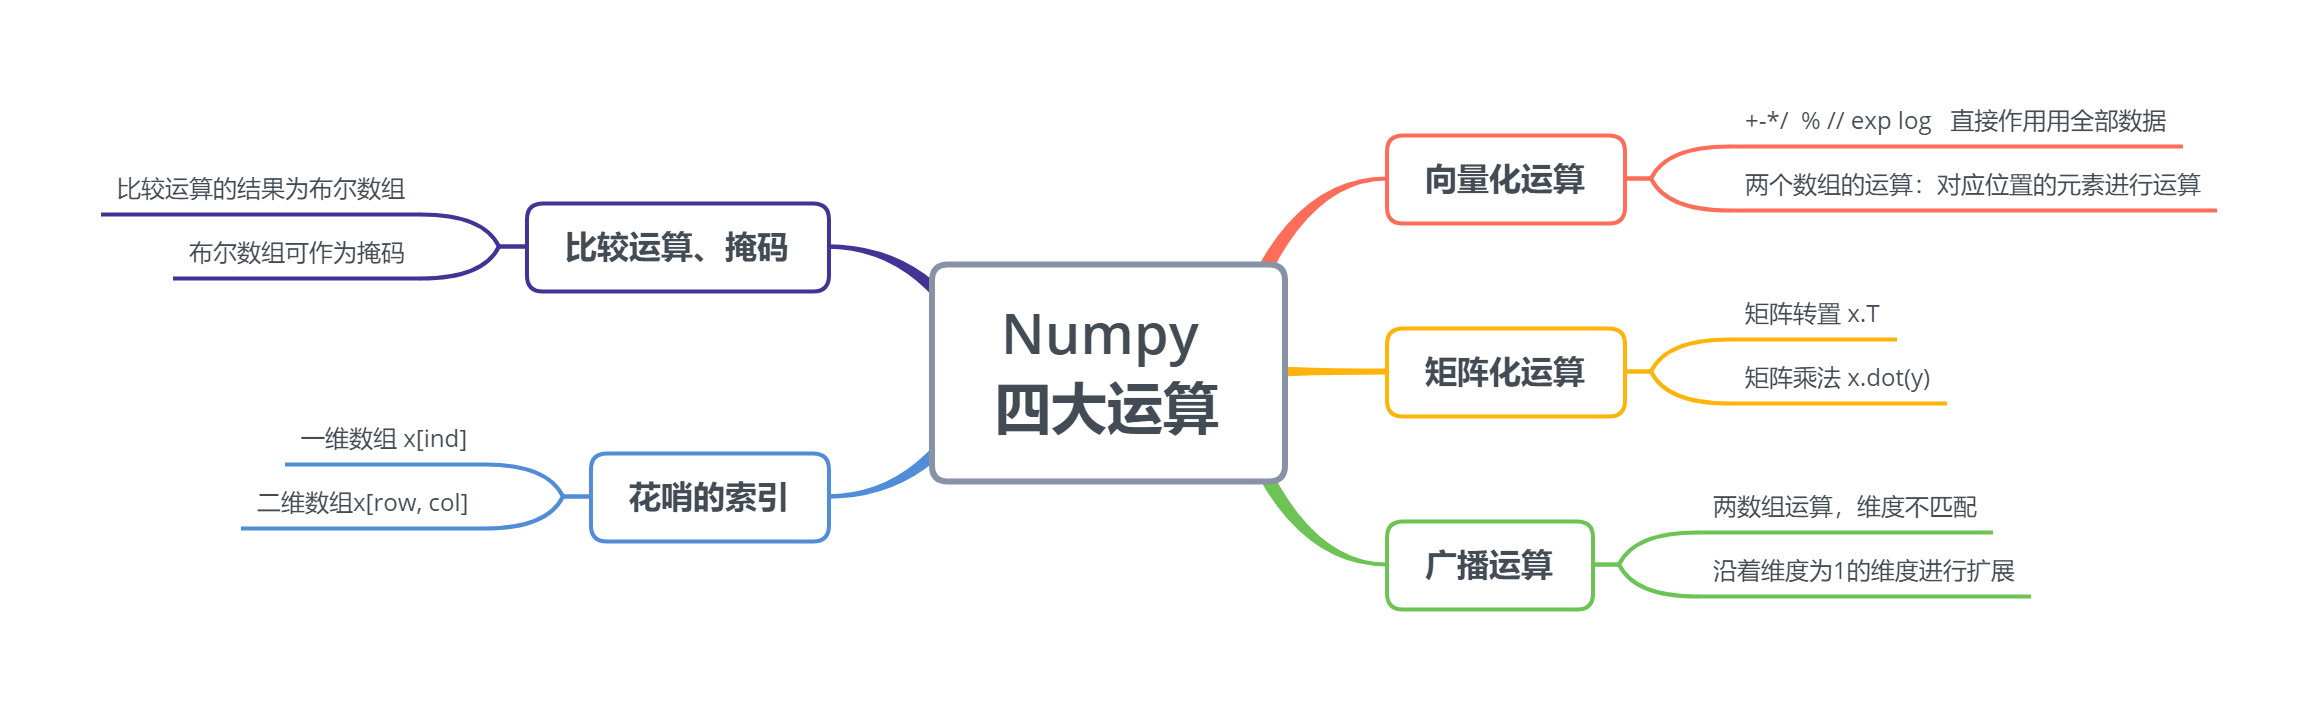 Numpy
四大运算
向量化运算
+-*/ % // exp log 直接作用用全部数据
两个数组的运算：对应位置的元素进行运算
矩阵化运算
矩阵转置 x.T
矩阵乘法 x.dot(y)
广播运算
两数组运算，维度不匹配
沿着维度为1的维度进行扩展
比较运算、掩码
比较运算的结果为布尔数组
布尔数组可作为掩码
花哨的索引
一维数组 x[ind]
二维数组x[row, col]